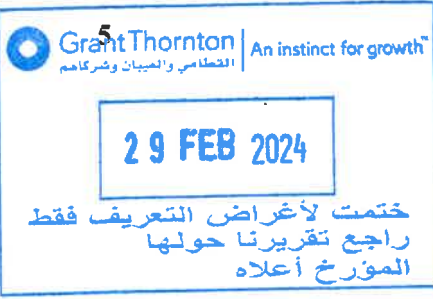 5
Grant Thornton | An instinct for growth™
القطامي والعيبان وشركاهم
29 FEB 2024
ختمت لأغراض التعريف فقط
راجع تقريرنا حولها
المؤرخ أعلاه